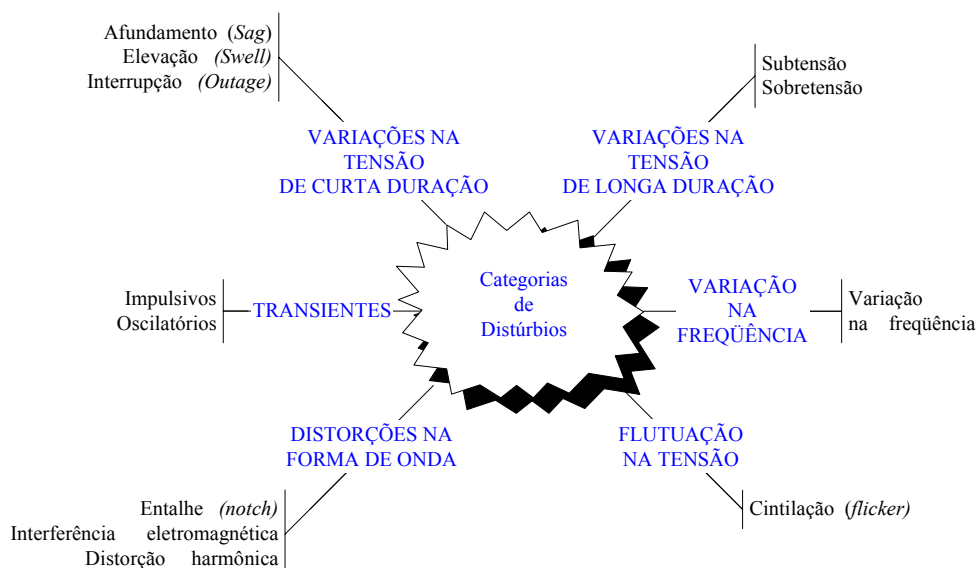 Afundamento (Sag)
Elevação (Swell)
Interrupção (Outage)
VARIAÇÕES NA
TENSÃO
DE CURTA DURAÇÃO
Subtensão
Sobretensão
VARIAÇÕES NA
TENSÃO
DE LONGA DURAÇÃO
Impulsivos
Oscilatórios
TRANSIENTES
Categorias
de
Distúrbios
VARIAÇÃO
NA
FREQÜÊNCIA
Variação
na freqüência
DISTORÇÕES NA
FORMA DE ONDA
Entalhe (notch)
Interferência eletromagnética
Distorção harmônica
FLUTUAÇÃO
NA TENSÃO
Cintilação (flicker)